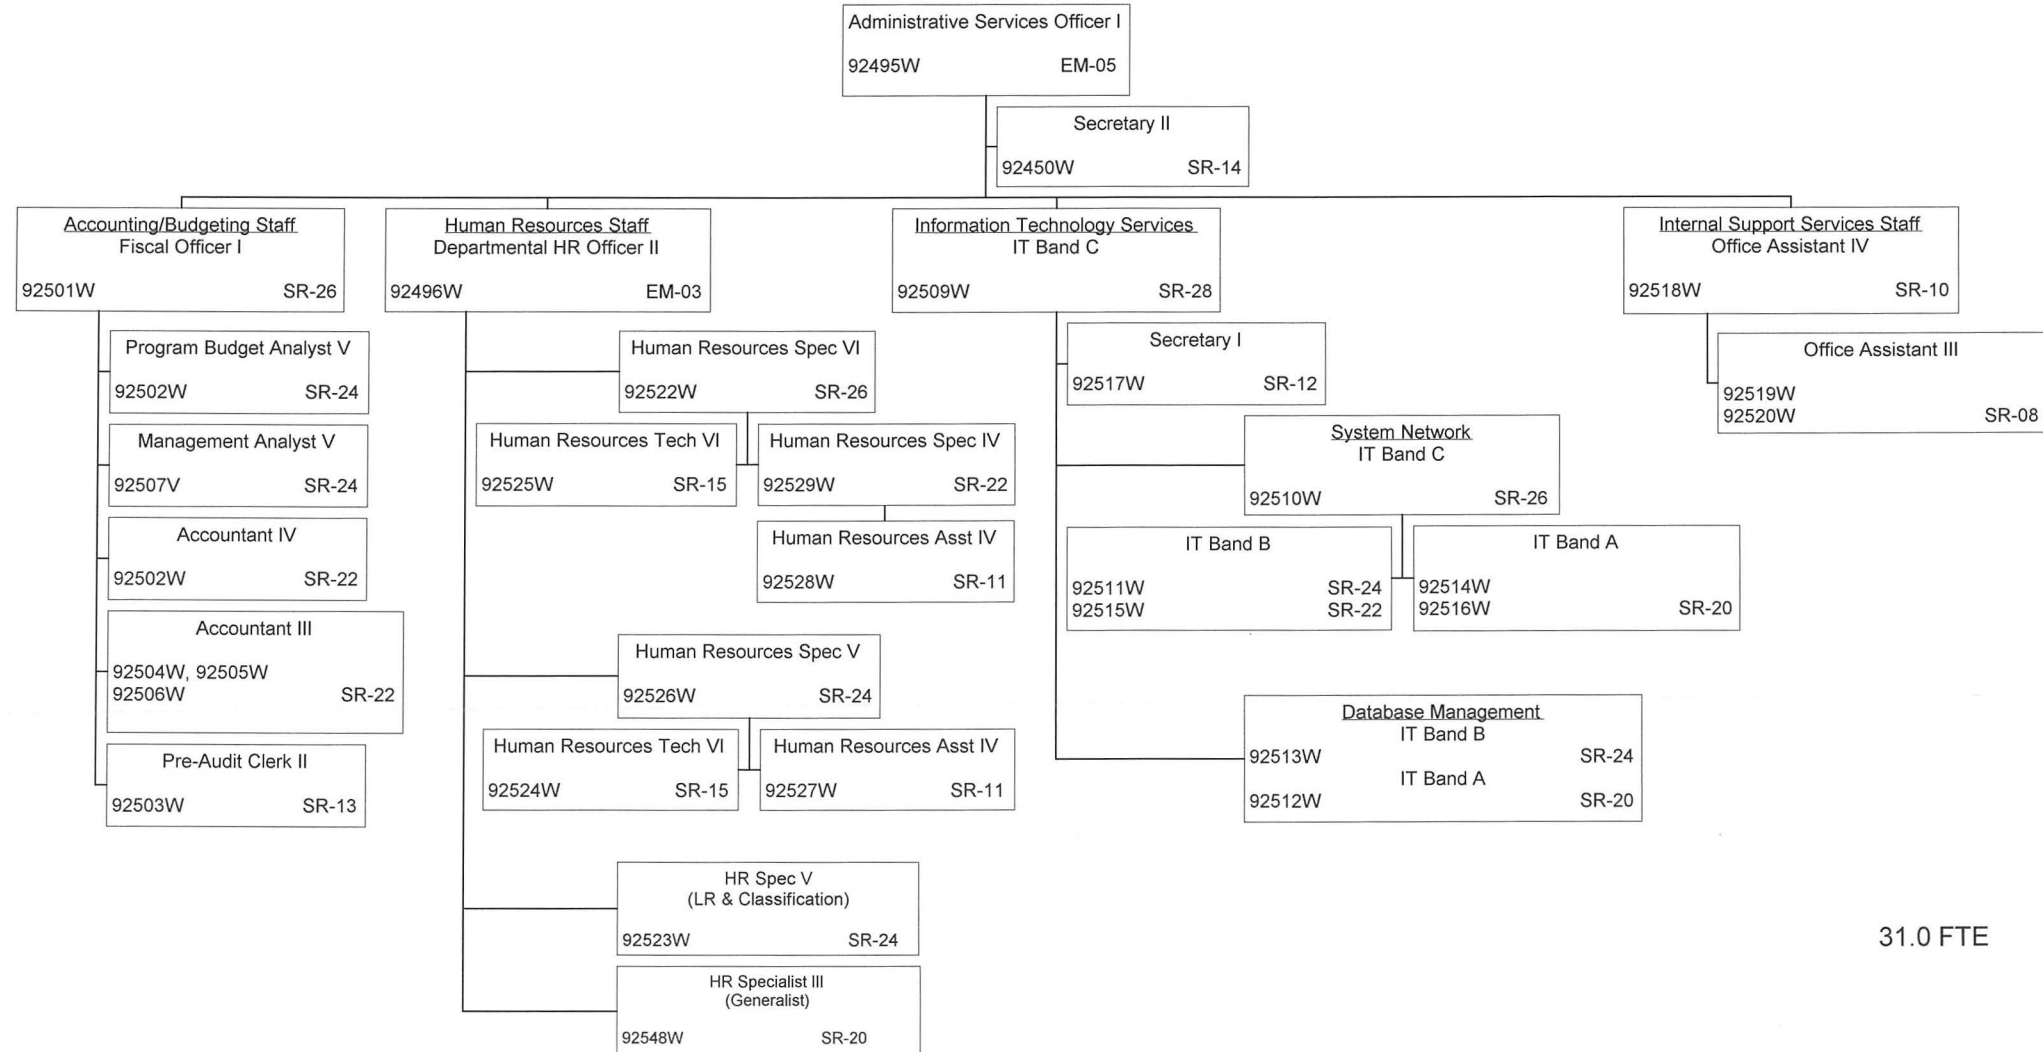 Administrative Services Officer I
92495W EM-05
Secretary II
92450W SR-14
Accounting/Budgeting Staff
Fiscal Officer I
92501W SR-26
Program Budget Analyst V
92502W SR-24
Management Analyst V
92507V SR-24
Accountant IV
92502W SR-22
Accountant III
92504W, 92505W
92506W SR-22
Pre-Audit Clerk II
92503W SR-13
Human Resources Staff
Departmental HR Officer II
92496W EM-03
Human Resources Spec VI
92522W SR-26
Human Resources Tech VI
92525W SR-15
Human Resources Spec IV
92529W SR-22
Human Resources Asst IV
92528W SR-11
Human Resources Spec V
92526W SR-24
Human Resources Tech VI
92524W SR-15
Human Resources Asst IV
92527W SR-11
HR Spec V
(LR & Classification)
92523W SR-24
HR Specialist III
(Generalist)
92548W SR-20
Information Technology Services
IT Band C
92509W SR-28
Secretary I
92517W SR-12
System Network
IT Band C
92510W SR-26
IT Band B
92511W SR-24
92515W SR-22
IT Band A
92514W
92516W SR-20
Database Management
IT Band B
92513W SR-24
IT Band A
92512W SR-20
Internal Support Services Staff
Office Assistant IV
92518W SR-10
Office Assistant III
92519W
92520W SR-08
31.0 FTE